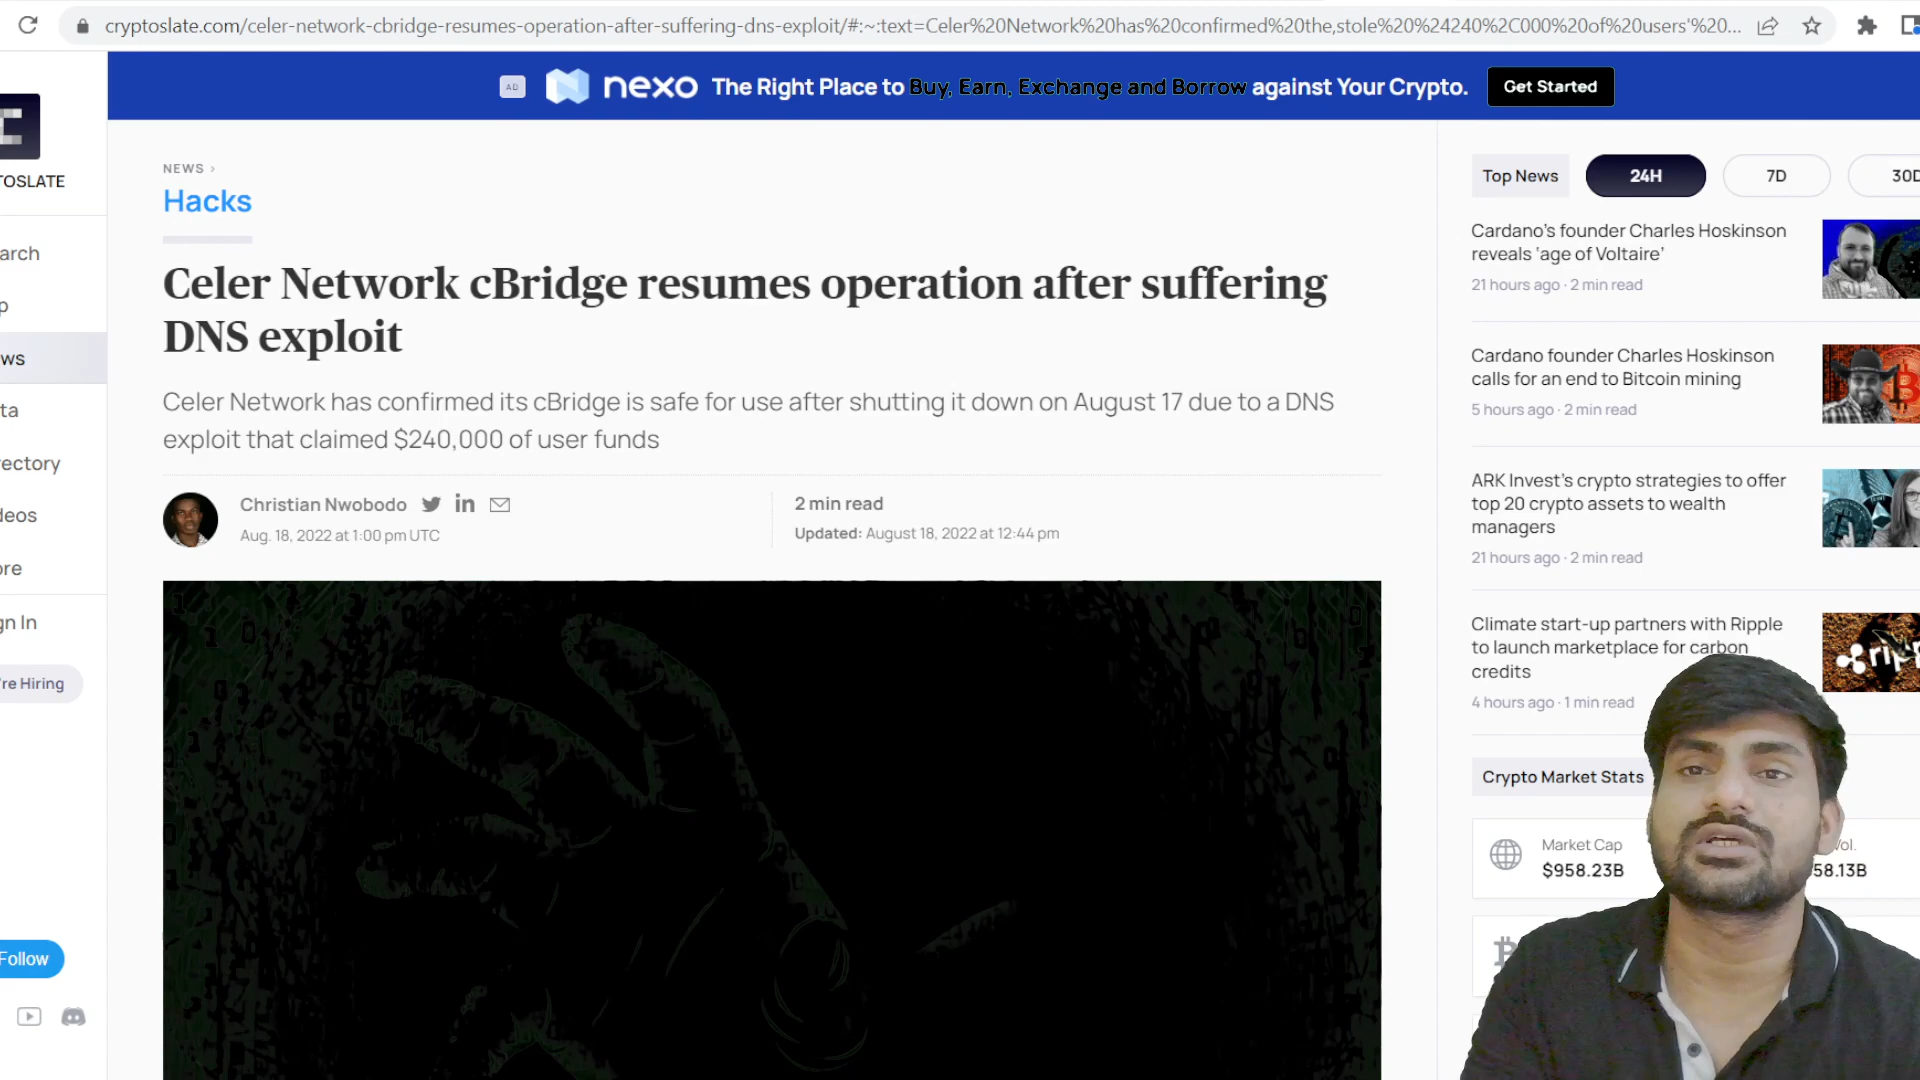 cryptoslate.com/celer-network-cbridge-resumes-operation-after-suffering-dns-exploit/#:~:text=Celer%20Network%20has%20confirmed%20the,stole%20%24240%2C000%20of%20users'%20...
AD nexo The Right Place to Buy, Earn, Exchange and Borrow against Your Crypto. Get Started
TOSLATE
arch
p
ws
ta
rectory
deos
ore
gn In
're Hiring
Follow
NEWS ›
Hacks
Celer Network cBridge resumes operation after suffering
DNS exploit
Celer Network has confirmed its cBridge is safe for use after shutting it down on August 17 due to a DNS
exploit that claimed $240,000 of user funds
Christian Nwobodo
Aug. 18, 2022 at 1:00 pm UTC
2 min read
Updated: August 18, 2022 at 12:44 pm
Top News 24H 7D 30D
Cardano's founder Charles Hoskinson
reveals 'age of Voltaire'
21 hours ago · 2 min read
Cardano founder Charles Hoskinson
calls for an end to Bitcoin mining
5 hours ago · 2 min read
ARK Invest's crypto strategies to offer
top 20 crypto assets to wealth
managers
21 hours ago · 2 min read
Climate start-up partners with Ripple
to launch marketplace for carbon
credits
4 hours ago · 1 min read
ripp
Crypto Market Stats
Market Cap
$958.23B
Vol.
58.13B